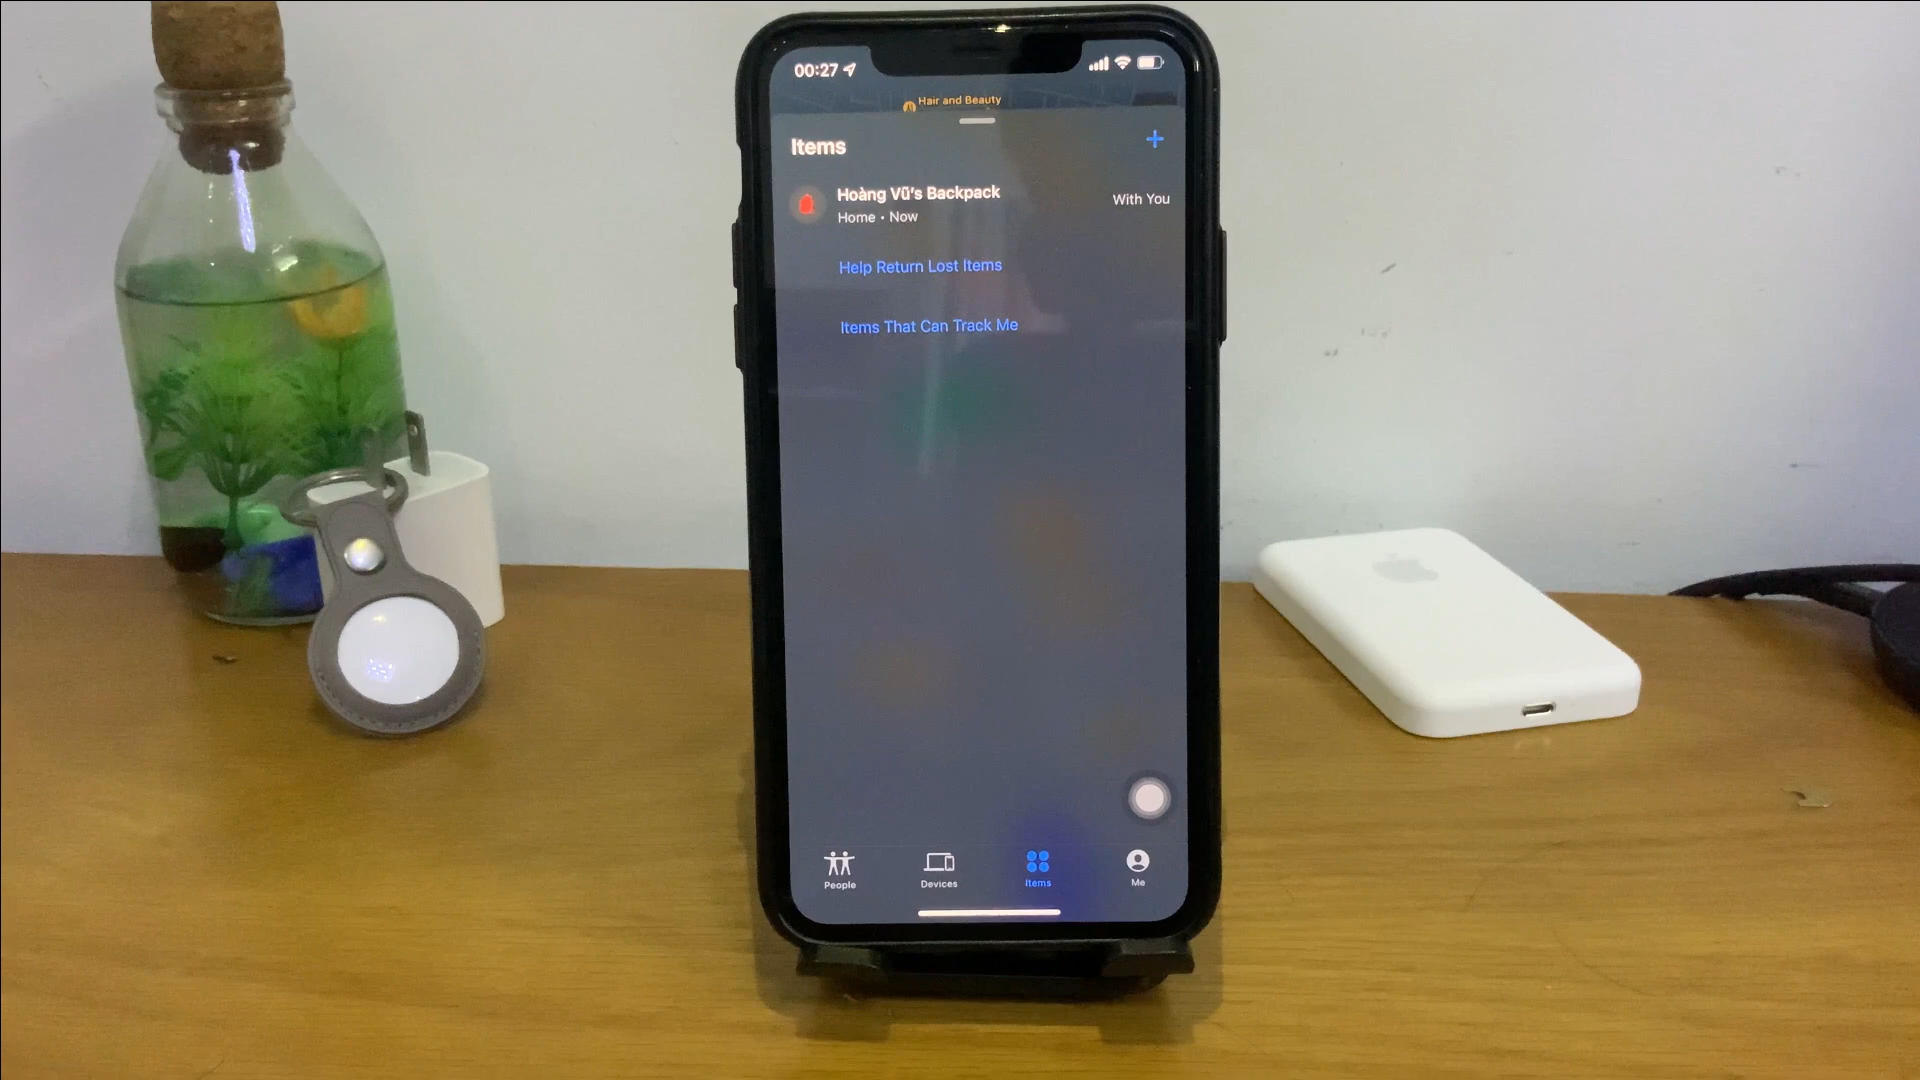 00:27
Hair and Beauty
Items
+
Hoàng Vũ's Backpack
With You
Home • Now
Help Return Lost Items
Items That Can Track Me
People
Devices
Items
Me